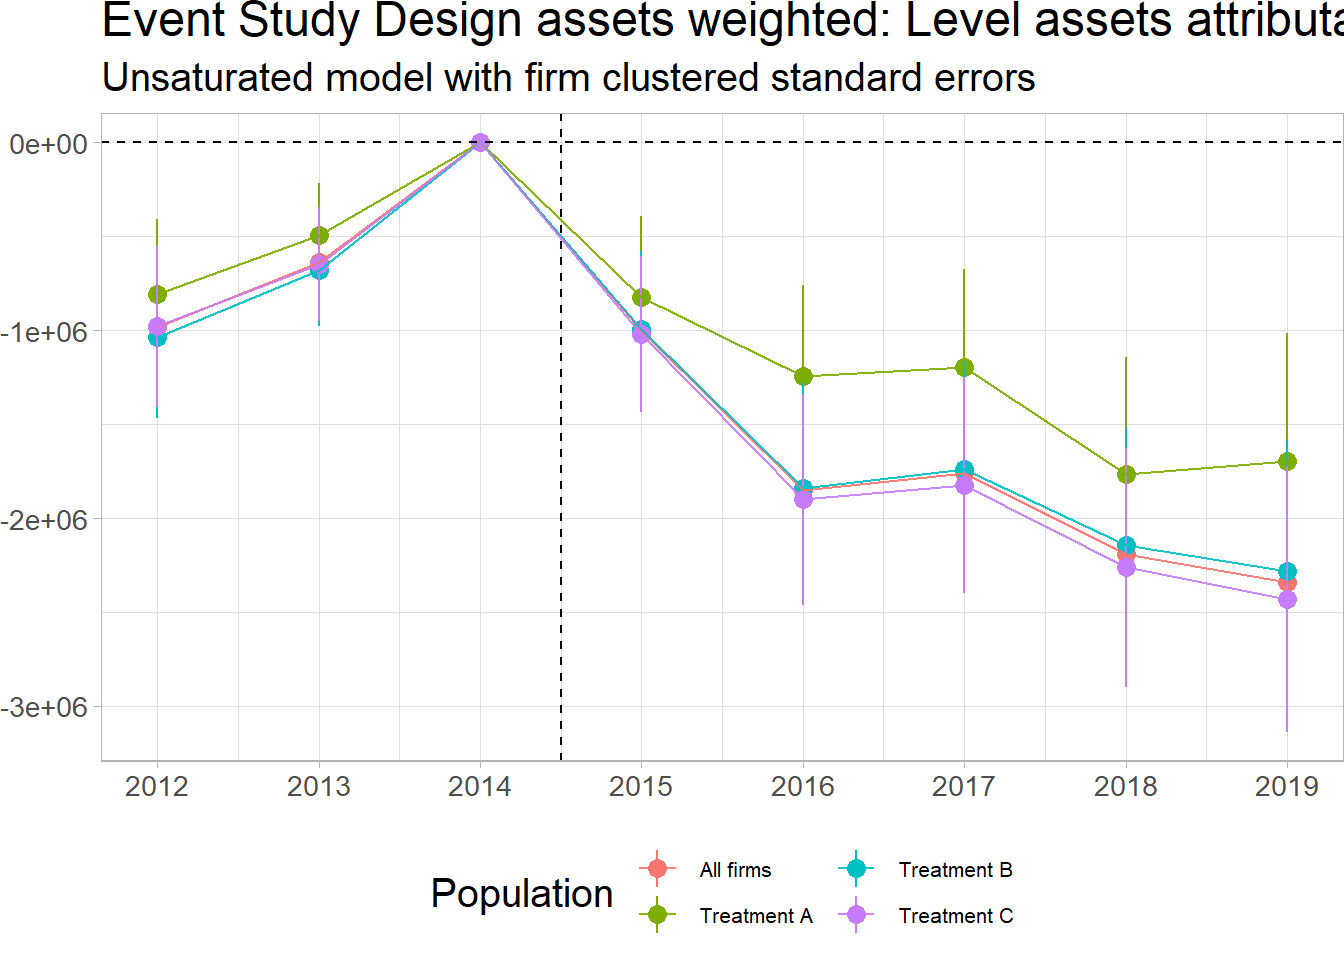 Event Study Design assets weighted: Level assets
Unsaturated model with firm clustered standard errors
0e+00
-1e+06
-2e+06
-3e+06
2012 2013 2014 2015 2016 2017 2018 2019
Population
All firms
Treatment A
Treatment B
Treatment C